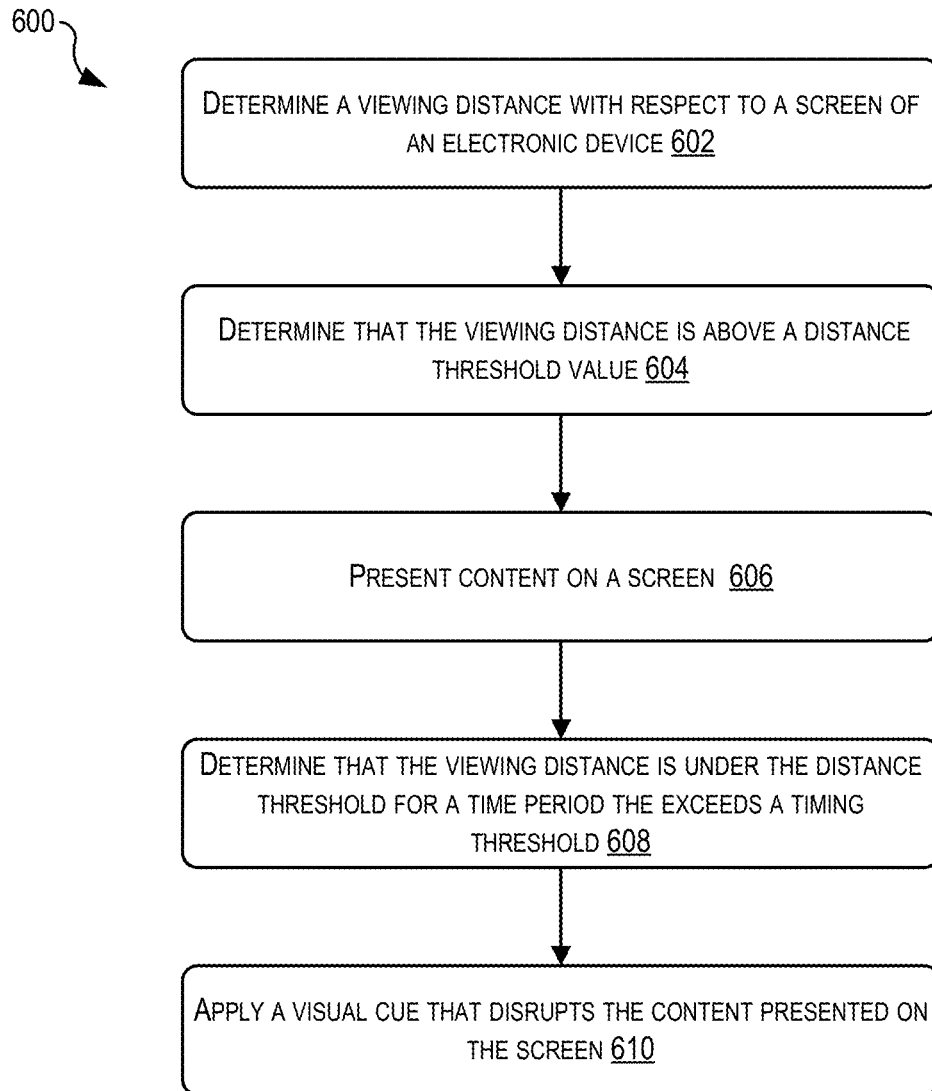 600
DETERMINE A VIEWING DISTANCE WITH RESPECT TO A SCREEN OF
AN ELECTRONIC DEVICE 602
DETERMINE THAT THE VIEWING DISTANCE IS ABOVE A DISTANCE
THRESHOLD VALUE 604
PRESENT CONTENT ON A SCREEN 606
DETERMINE THAT THE VIEWING DISTANCE IS UNDER THE DISTANCE
THRESHOLD FOR A TIME PERIOD THE EXCEEDS A TIMING
THRESHOLD 608
APPLY A VISUAL CUE THAT DISRUPTS THE CONTENT PRESENTED ON
THE SCREEN 610